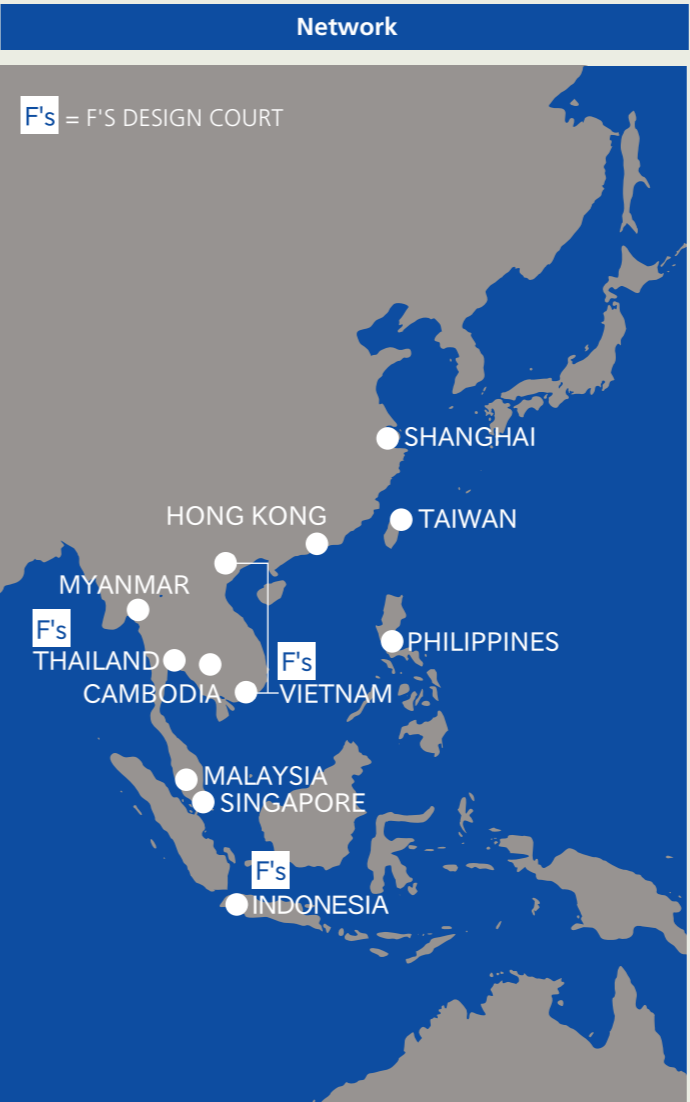 Network
F's = F'S DESIGN COURT
SHANGHAI
HONG KONG
TAIWAN
MYANMAR
F's
THAILAND
PHILIPPINES
F's
CAMBODIA
VIETNAM
MALAYSIA
SINGAPORE
F's
INDONESIA